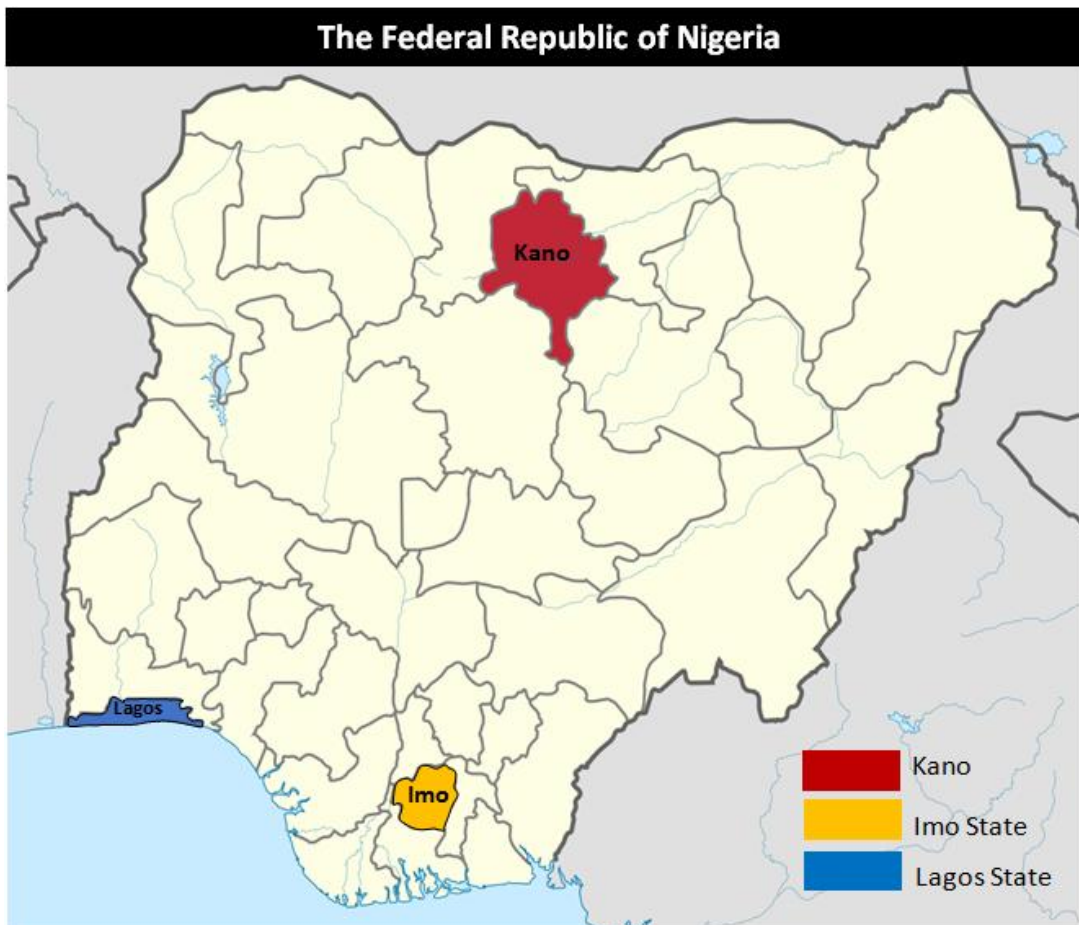 The Federal Republic of Nigeria
Kano
Lagos
Imo
Kano
Imo State
Lagos State